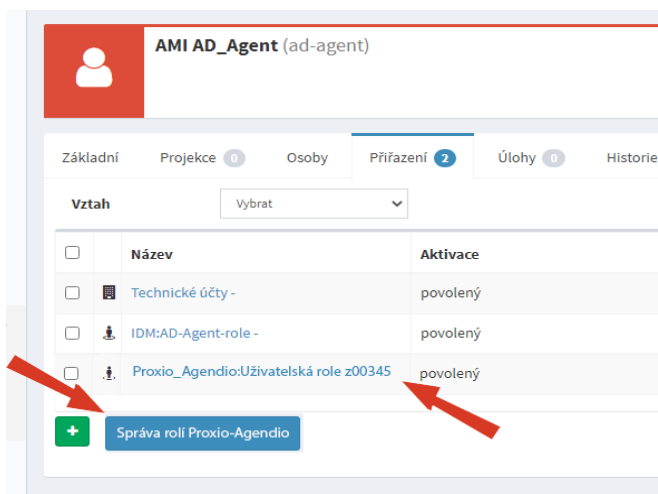 AMI AD_Agent (ad-agent)
Základní Projekce 0 Osoby Přiřazení 2 Úlohy 0 Historie
Vztah Vybrat
Název Aktivace
Technické účty - povolený
IDM:AD-Agent-role - povolený
Proxio_Agendio:Uživatelská role z00345 povolený
+ Správa rolí Proxio-Agendio